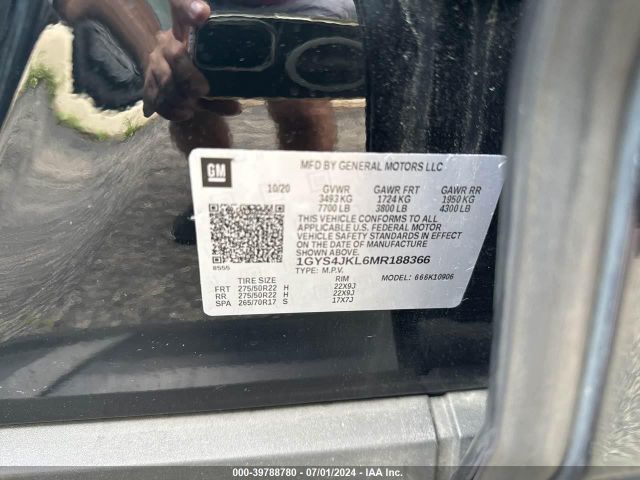 GM
MFD BY GENERAL MOTORS LLC
10/20 GVWR GAWR FRT GAWR RR
3493 KG 1724 KG 1950 KG
7700 LB 3800 LB 4300 LB
THIS VEHICLE CONFORMS TO ALL
APPLICABLE U.S. FEDERAL MOTOR
VEHICLE SAFETY STANDARDS IN EFFECT
ON THE DATE OF MANUFACTURE
SHOWN ABOVE.
1GYS4JKL6MR188366
8555 TYPE: M.P.V. MODEL: 666K10906
TIRE SIZE RIM
FRT 275/50R22 H 22X9J
RR 275/50R22 H 22X9J
SPA 265/70R17 S 17X7J
000-39788780 - 07/01/2024 - IAA Inc.